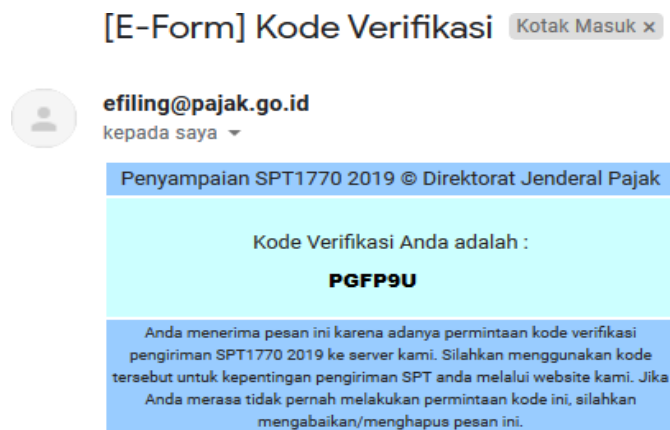 [E-Form] Kode Verifikasi Kotak Masuk ×
efiling@pajak.go.id
kepada saya
Penyampaian SPT1770 2019 © Direktorat Jenderal Pajak
Kode Verifikasi Anda adalah :
PGFP9U
Anda menerima pesan ini karena adanya permintaan kode verifikasi
pengiriman SPT1770 2019 ke server kami. Silahkan menggunakan kode
tersebut untuk kepentingan pengiriman SPT anda melalui website kami. Jika
Anda merasa tidak pernah melakukan permintaan kode ini, silahkan
mengabaikan/menghapus pesan ini.